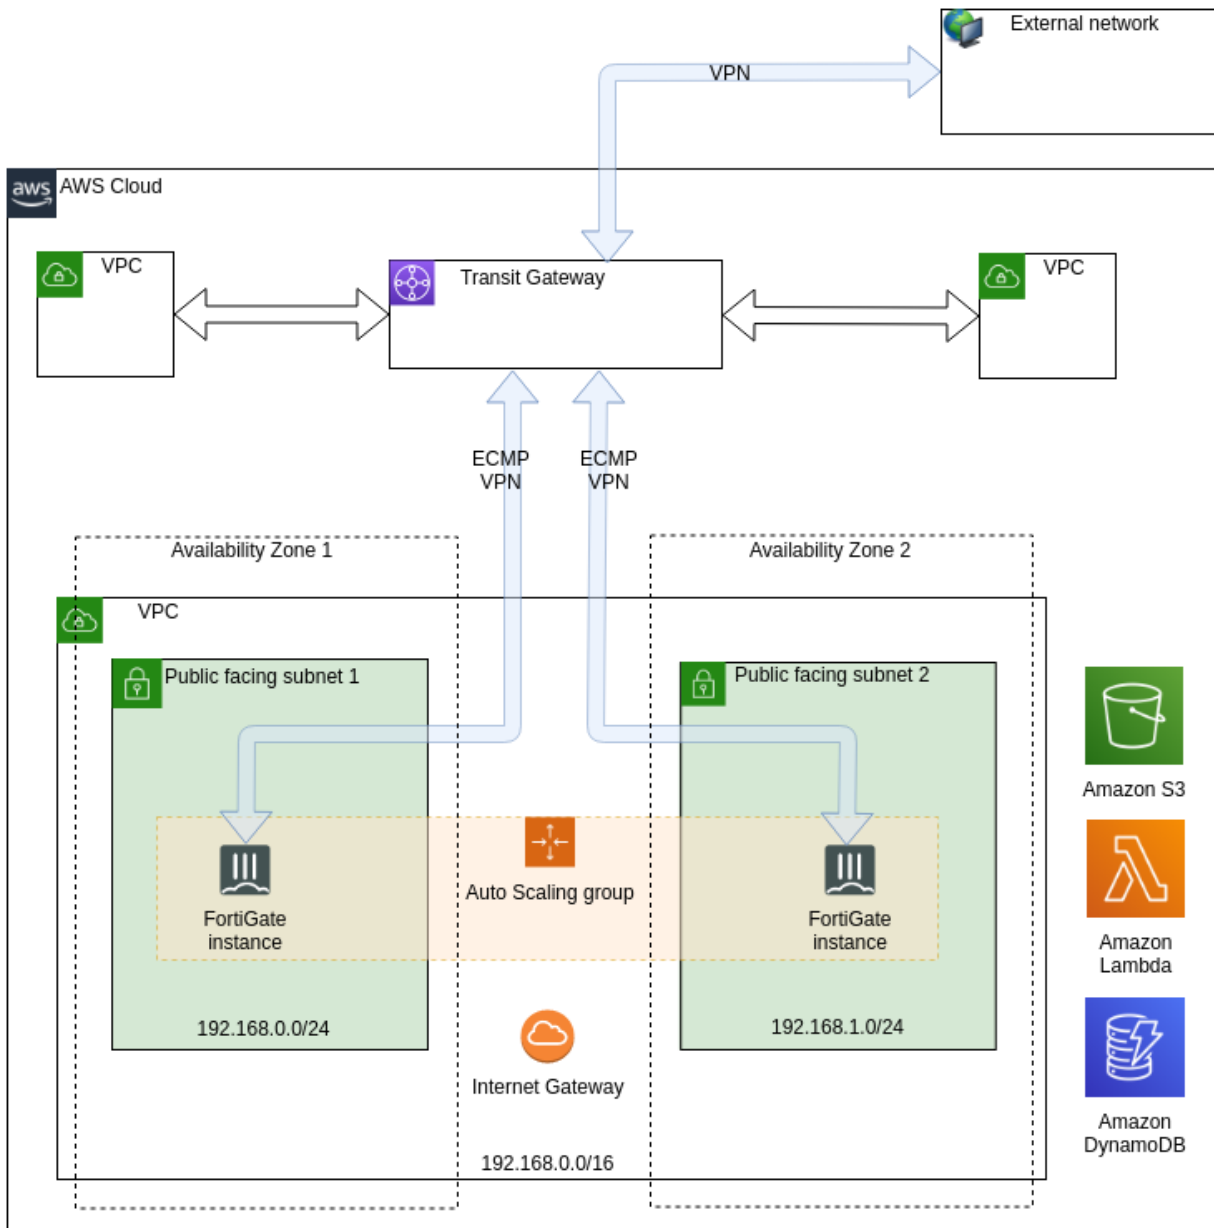 External network
VPN
aws
AWS Cloud
VPC
Transit Gateway
VPC
ECMP
VPN
ECMP
VPN
Availability Zone 1
Availability Zone 2
VPC
Public facing subnet 1
Public facing subnet 2
Amazon S3
Auto Scaling group
FortiGate
instance
FortiGate
instance
Amazon
Lambda
192.168.0.0/24
192.168.1.0/24
Internet Gateway
Amazon
DynamoDB
192.168.0.0/16